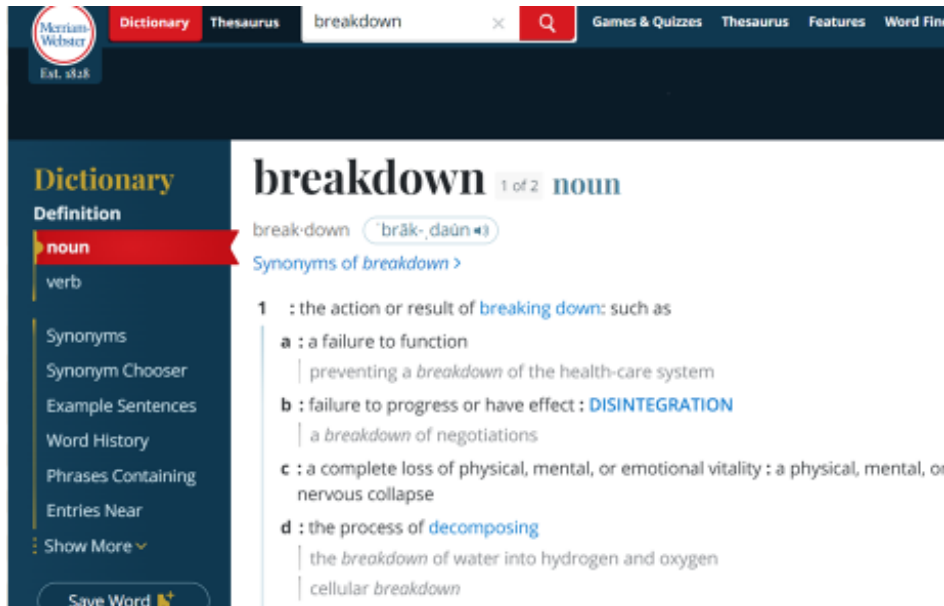 Merriam-
Webster
Est. 1828
Dictionary Thesaurus breakdown × Games & Quizzes Thesaurus Features Word Fin
Dictionary
Definition
noun
verb
Synonyms
Synonym Chooser
Example Sentences
Word History
Phrases Containing
Entries Near
Show More
Save Word
breakdown 1 of 2 noun
break·down ˈbrāk-ˌdau̇n
Synonyms of breakdown >
1 : the action or result of breaking down: such as
a : a failure to function
preventing a breakdown of the health-care system
b : failure to progress or have effect : DISINTEGRATION
a breakdown of negotiations
c : a complete loss of physical, mental, or emotional vitality : a physical, mental, or
nervous collapse
d : the process of decomposing
the breakdown of water into hydrogen and oxygen
cellular breakdown